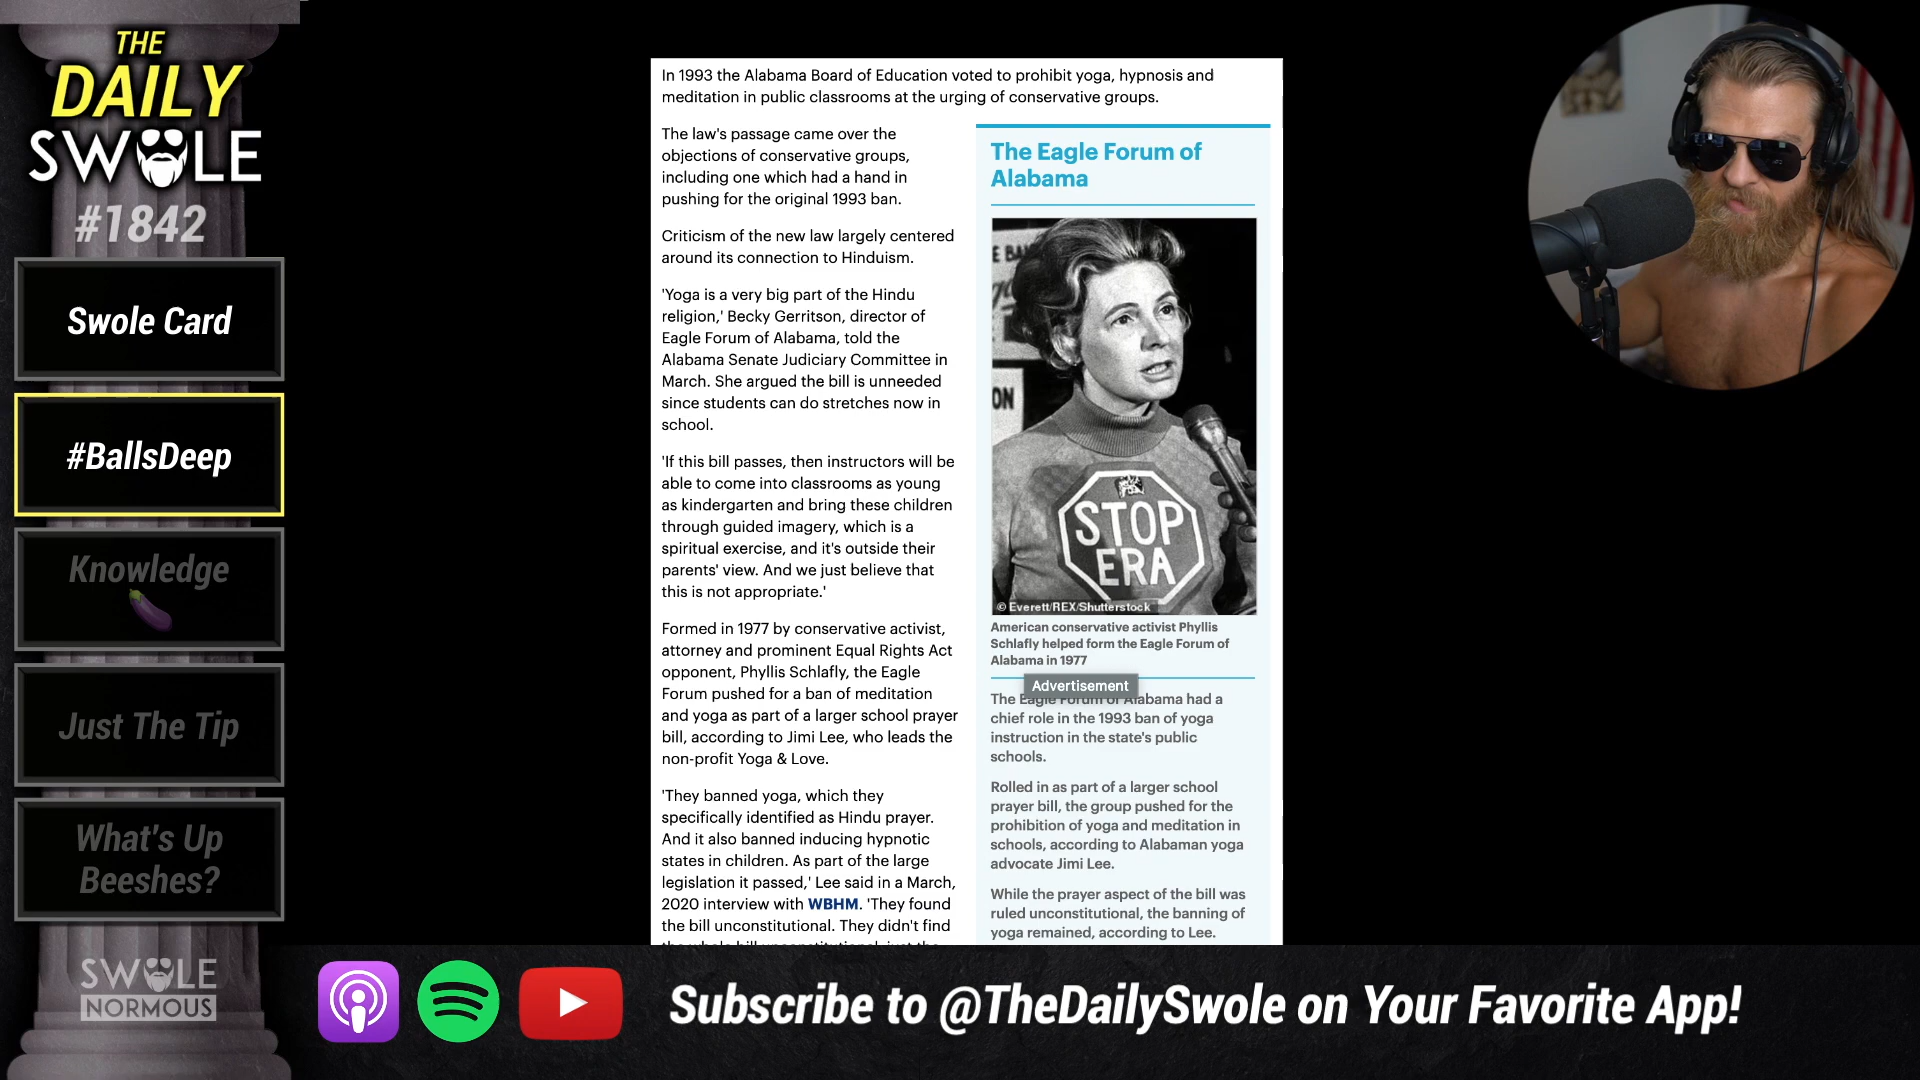 THE
DAILY
SWOLE
#1842
Swole Card
#BallsDeep
Knowledge
Just The Tip
What's Up
Beeshes?
SWOLE
NORMOUS
In 1993 the Alabama Board of Education voted to prohibit yoga, hypnosis and
meditation in public classrooms at the urging of conservative groups.
The law's passage came over the
objections of conservative groups,
including one which had a hand in
pushing for the original 1993 ban.
Criticism of the new law largely centered
around its connection to Hinduism.
'Yoga is a very big part of the Hindu
religion,' Becky Gerritson, director of
Eagle Forum of Alabama, told the
Alabama Senate Judiciary Committee in
March. She argued the bill is unneeded
since students can do stretches now in
school.
'If this bill passes, then instructors will be
able to come into classrooms as young
as kindergarten and bring these children
through guided imagery, which is a
spiritual exercise, and it's outside their
parents' view. And we just believe that
this is not appropriate.'
Formed in 1977 by conservative activist,
attorney and prominent Equal Rights Act
opponent, Phyllis Schlafly, the Eagle
Forum pushed for a ban of meditation
and yoga as part of a larger school prayer
bill, according to Jimi Lee, who leads the
non-profit Yoga & Love.
'They banned yoga, which they
specifically identified as Hindu prayer.
And it also banned inducing hypnotic
states in children. As part of the large
legislation it passed,' Lee said in a March,
2020 interview with WBHM. 'They found
the bill unconstitutional. They didn't find
The Eagle Forum of
Alabama
ON
STOP
ERA
© Everett/REX/Shutterstock
American conservative activist Phyllis
Schlafly helped form the Eagle Forum of
Alabama in 1977
Advertisement
The Eagle Forum of Alabama had a
chief role in the 1993 ban of yoga
instruction in the state's public
schools.
Rolled in as part of a larger school
prayer bill, the group pushed for the
prohibition of yoga and meditation in
schools, according to Alabaman yoga
advocate Jimi Lee.
While the prayer aspect of the bill was
ruled unconstitutional, the banning of
yoga remained, according to Lee.
Subscribe to @TheDailySwole on Your Favorite App!